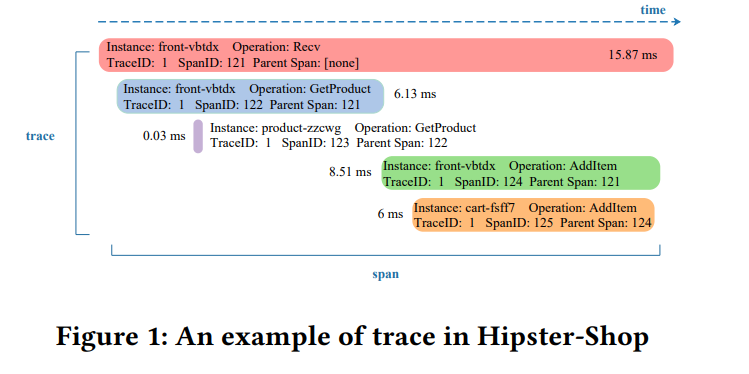 time
Instance: front-vbtdx Operation: Recv
TraceID: 1 SpanID: 121 Parent Span: [none]
15.87 ms
Instance: front-vbtdx Operation: GetProduct
TraceID: 1 SpanID: 122 Parent Span: 121
6.13 ms
trace
0.03 ms
Instance: product-zzcwg Operation: GetProduct
TraceID: 1 SpanID: 123 Parent Span: 122
8.51 ms
Instance: front-vbtdx Operation: AddItem
TraceID: 1 SpanID: 124 Parent Span: 121
6 ms
Instance: cart-fsff7 Operation: AddItem
TraceID: 1 SpanID: 125 Parent Span: 124
span
Figure 1: An example of trace in Hipster-Shop